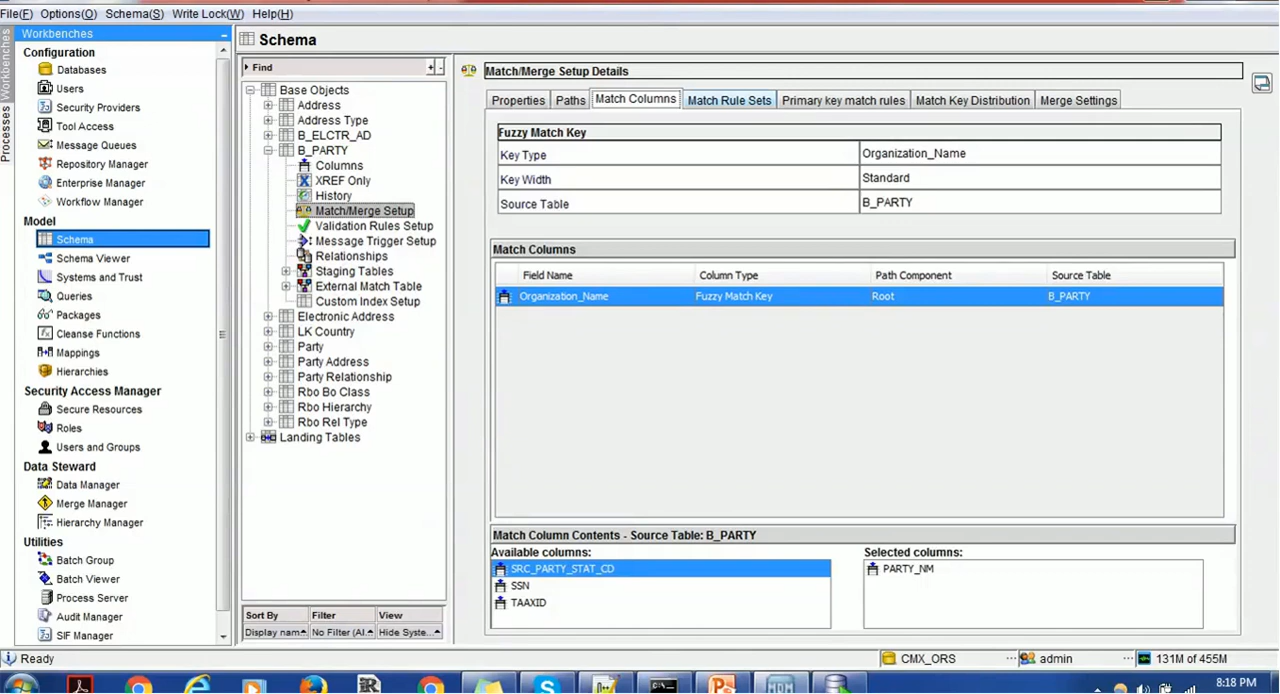 File(F) Options(O) Schema(S) Write Lock(W) Help(H)
Workbenches
Processes
Workbenches
Configuration
Databases
Users
Security Providers
Tool Access
Message Queues
Repository Manager
Enterprise Manager
Workflow Manager
Model
Schema
Schema Viewer
Systems and Trust
Queries
Packages
Cleanse Functions
Mappings
Hierarchies
Security Access Manager
Secure Resources
Roles
Users and Groups
Data Steward
Data Manager
Merge Manager
Hierarchy Manager
Utilities
Batch Group
Batch Viewer
Process Server
Audit Manager
SIF Manager
Schema
Find
Base Objects
Address
Address Type
B_ELCTR_AD
B_PARTY
Columns
XREF Only
History
Match/Merge Setup
Validation Rules Setup
Message Trigger Setup
Relationships
Staging Tables
External Match Table
Custom Index Setup
Electronic Address
LK Country
Party
Party Address
Party Relationship
Rbo Bo Class
Rbo Hierarchy
Rbo Rel Type
Landing Tables
Sort By Filter View
Display nam... No Filter (Al... Hide Syste...
Match/Merge Setup Details
Properties Paths Match Columns Match Rule Sets Primary key match rules Match Key Distribution Merge Settings
Fuzzy Match Key
Key Type Organization_Name
Key Width Standard
Source Table B_PARTY
Match Columns
Field Name Column Type Path Component Source Table
Organization_Name Fuzzy Match Key Root B_PARTY
Match Column Contents - Source Table: B_PARTY
Available columns: Selected columns:
SRC_PARTY_STAT_CD PARTY_NM
SSN
TAAXID
Ready CMX_ORS admin 131M of 455M
8:18 PM